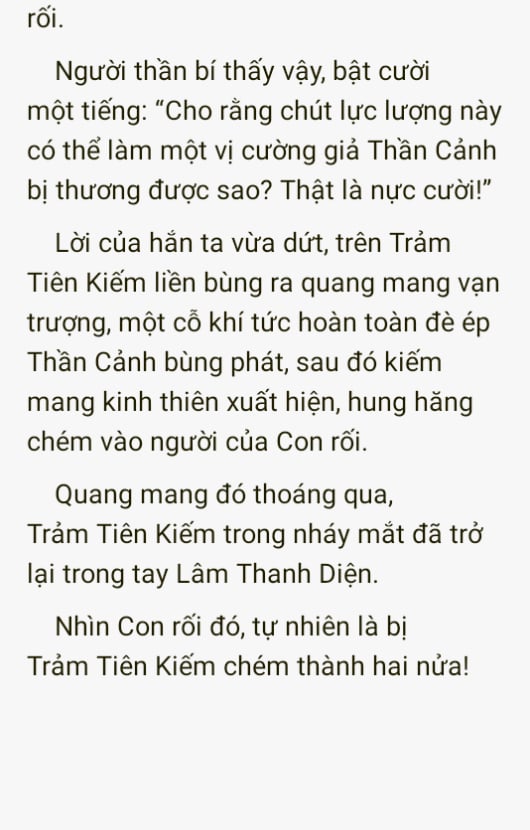 rối.
Người thần bí thấy vậy, bật cười
một tiếng: “Cho rằng chút lực lượng này
có thể làm một vị cường giả Thần Cảnh
bị thương được sao? Thật là nực cười!”
Lời của hắn ta vừa dứt, trên Trảm
Tiên Kiếm liền bùng ra quang mang vạn
trượng, một cỗ khí tức hoàn toàn đè ép
Thần Cảnh bùng phát, sau đó kiếm
mang kinh thiên xuất hiện, hung hăng
chém vào người của Con rối.
Quang mang đó thoáng qua,
Trảm Tiên Kiếm trong nháy mắt đã trở
lại trong tay Lâm Thanh Diện.
Nhìn Con rối đó, tự nhiên là bị
Trảm Tiên Kiếm chém thành hai nửa!